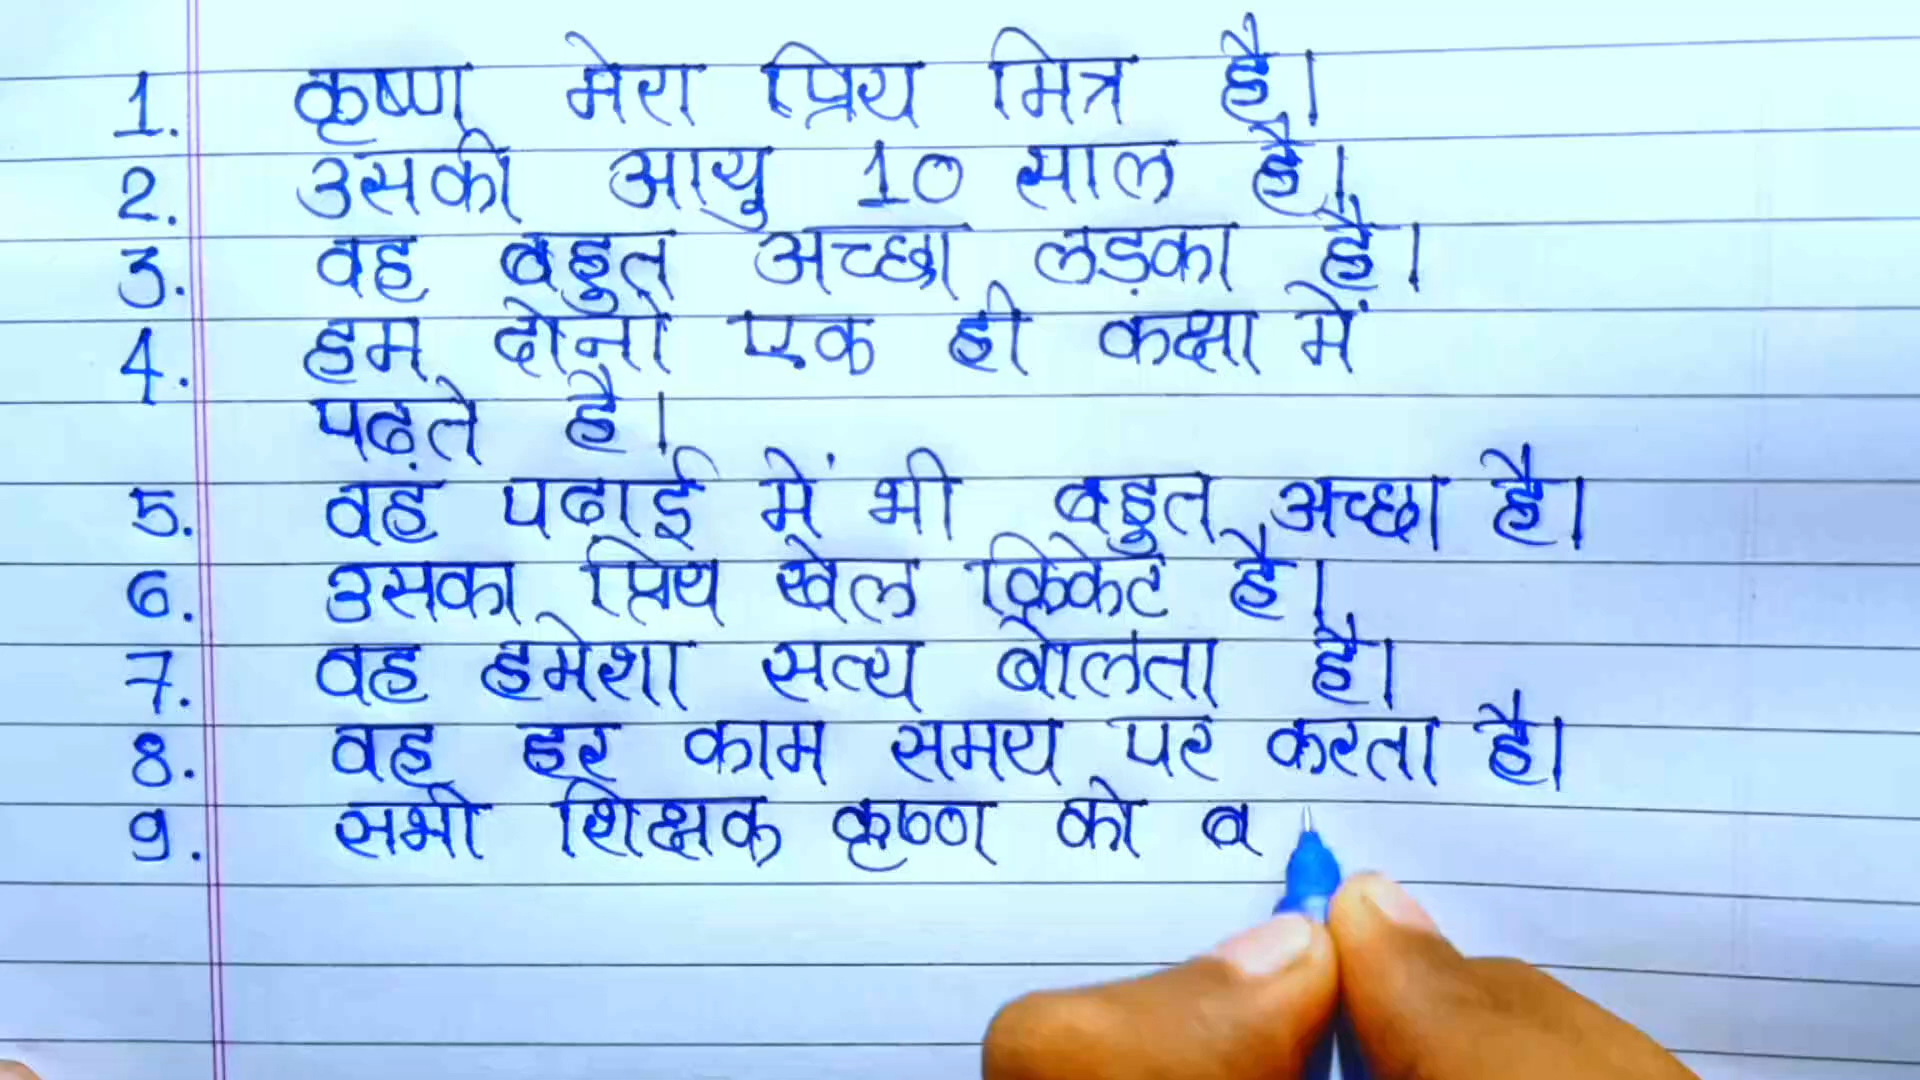 1. कृष्ण मेरा प्रिय मित्र है।
2. उसकी आयु 10 साल है।
3. वह बहुत अच्छा लड़का है।
4. हम दोनो एक ही कक्षा में
पढ़ते है।
5. वह पढाई में भी बहुत अच्छा है।
6. उसका प्रिय खेल क्रिकेट है।
7. वह हमेशा सत्य बोलता है।
8. वह हर काम समय पर करता है।
9. सभी शिक्षक कृष्ण को ब